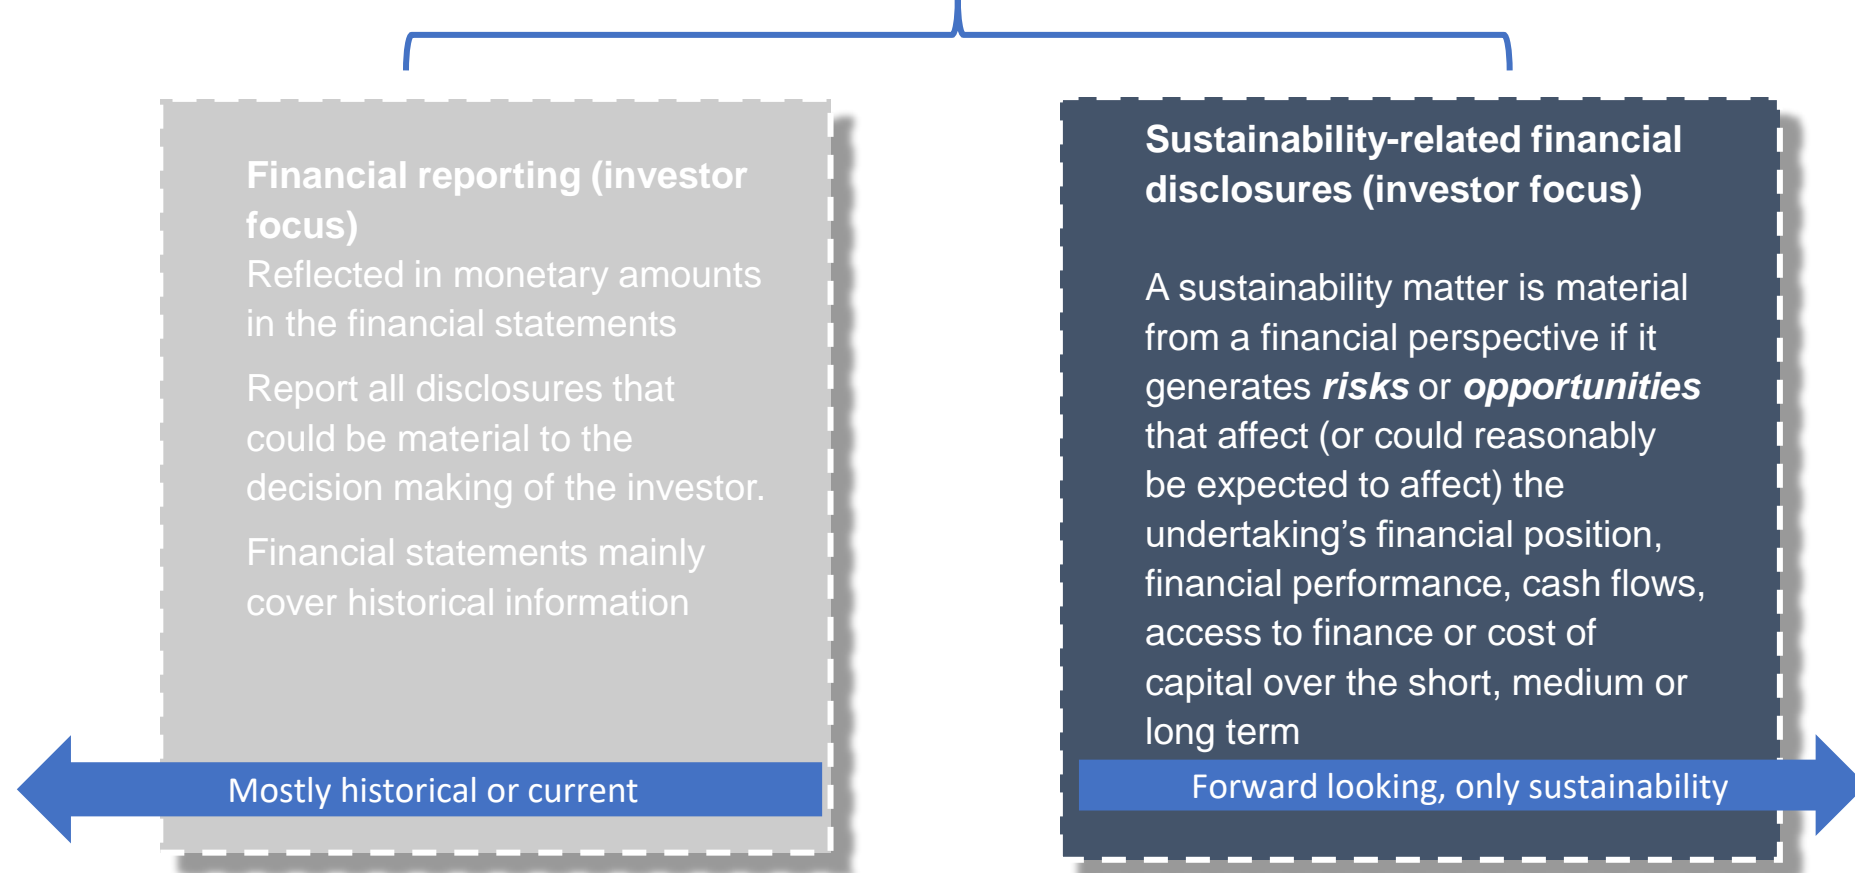 Financial reporting (investor
focus)
Reflected in monetary amounts
in the financial statements
Report all disclosures that
could be material to the
decision making of the investor.
Financial statements mainly
cover historical information
Mostly historical or current
Sustainability-related financial
disclosures (investor focus)
A sustainability matter is material
from a financial perspective if it
generates risks or opportunities
that affect (or could reasonably
be expected to affect) the
undertaking’s financial position,
financial performance, cash flows,
access to finance or cost of
capital over the short, medium or
long term
Forward looking, only sustainability